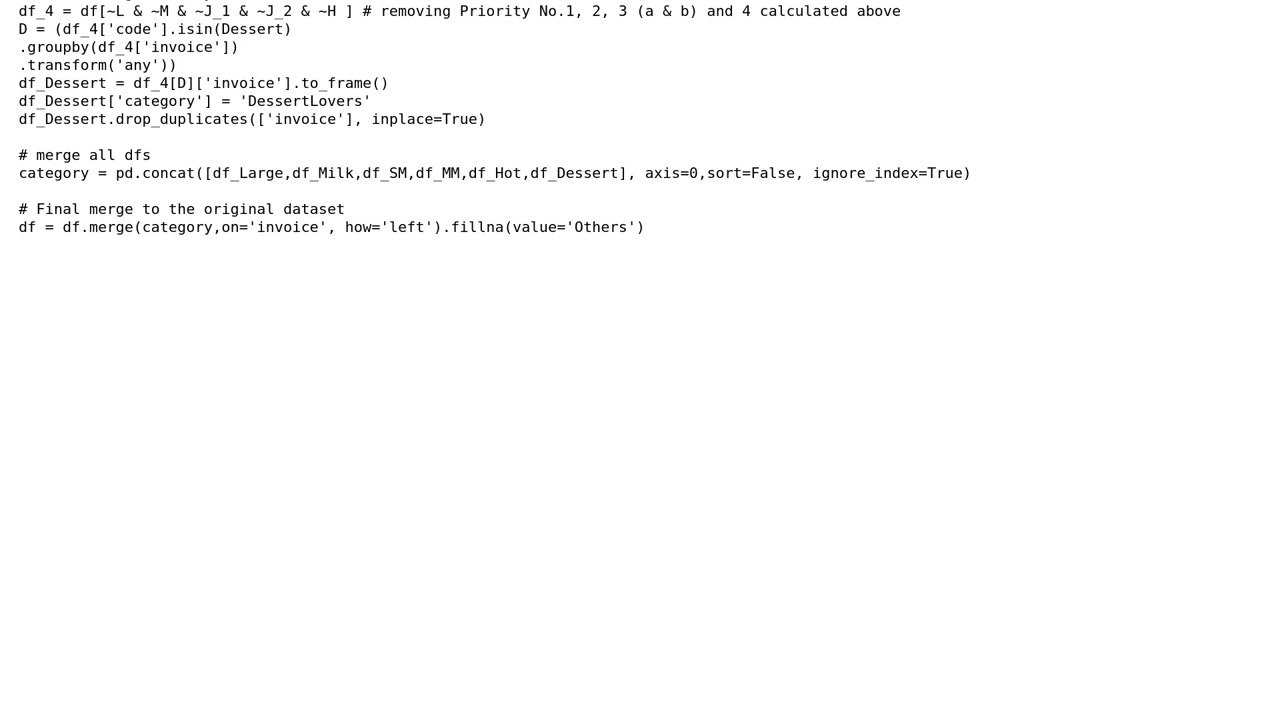 df_4 = df[~L & ~M & ~J_1 & ~J_2 & ~H ] # removing Priority No.1, 2, 3 (a & b) and 4 calculated above
D = (df_4['code'].isin(Dessert)
.groupby(df_4['invoice'])
.transform('any'))
df_Dessert = df_4[D]['invoice'].to_frame()
df_Dessert['category'] = 'DessertLovers'
df_Dessert.drop_duplicates(['invoice'], inplace=True)
# merge all dfs
category = pd.concat([df_Large,df_Milk,df_SM,df_MM,df_Hot,df_Dessert], axis=0,sort=False, ignore_index=True)
# Final merge to the original dataset
df = df.merge(category,on='invoice', how='left').fillna(value='Others')